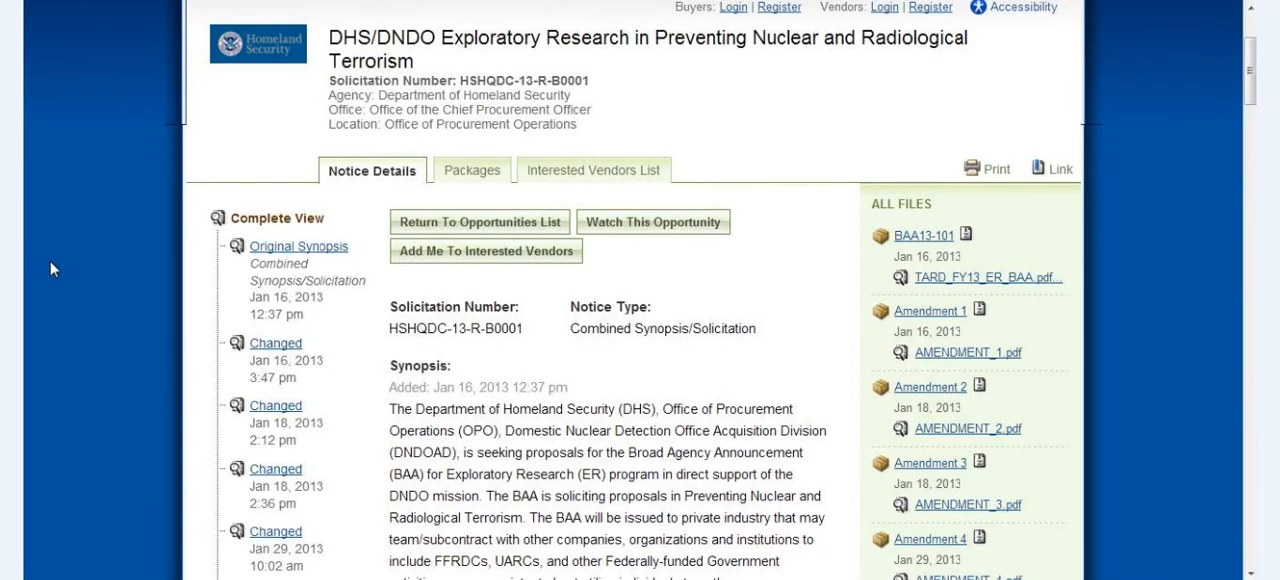 Buyers: Login | Register Vendors: Login | Register Accessibility
Homeland Security
DHS/DNDO Exploratory Research in Preventing Nuclear and Radiological
Terrorism
Solicitation Number: HSHQDC-13-R-B0001
Agency: Department of Homeland Security
Office: Office of the Chief Procurement Officer
Location: Office of Procurement Operations
Notice Details Packages Interested Vendors List Print Link
Complete View
Original Synopsis
Combined
Synopsis/Solicitation
Jan 16, 2013
12:37 pm
Changed
Jan 16, 2013
3:47 pm
Changed
Jan 18, 2013
2:12 pm
Changed
Jan 18, 2013
2:36 pm
Changed
Jan 29, 2013
10:02 am
Return To Opportunities List Watch This Opportunity
Add Me To Interested Vendors
Solicitation Number: Notice Type:
HSHQDC-13-R-B0001 Combined Synopsis/Solicitation
Synopsis:
Added: Jan 16, 2013 12:37 pm
The Department of Homeland Security (DHS), Office of Procurement
Operations (OPO), Domestic Nuclear Detection Office Acquisition Division
(DNDOAD), is seeking proposals for the Broad Agency Announcement
(BAA) for Exploratory Research (ER) program in direct support of the
DNDO mission. The BAA is soliciting proposals in Preventing Nuclear and
Radiological Terrorism. The BAA will be issued to private industry that may
team/subcontract with other companies, organizations and institutions to
include FFRDCs, UARCs, and other Federally-funded Government
ALL FILES
BAA13-101
Jan 16, 2013
TARD_FY13_ER_BAA.pdf...
Amendment 1
Jan 16, 2013
AMENDMENT_1.pdf
Amendment 2
Jan 18, 2013
AMENDMENT_2.pdf
Amendment 3
Jan 18, 2013
AMENDMENT_3.pdf
Amendment 4
Jan 29, 2013